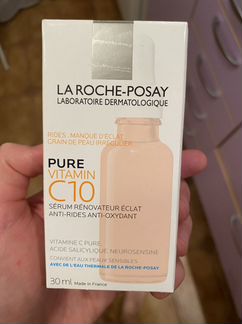 LA ROCHE-POSAY
LABORATOIRE DERMATOLOGIQUE
RIDES . MANQUE D'ÉCLAT
GRAIN DE PEAU IRRÉGULIER
PURE
VITAMIN
C10
SÉRUM RÉNOVATEUR ÉCLAT
ANTI-RIDES ANTI-OXYDANT
VITAMINE C PURE
ACIDE SALICYLIQUE. NEUROSENSINE
CONVIENT AUX PEAUX SENSIBLES
AVEC DE L'EAU THERMALE DE LA ROCHE-POSAY
30 ml Made in France